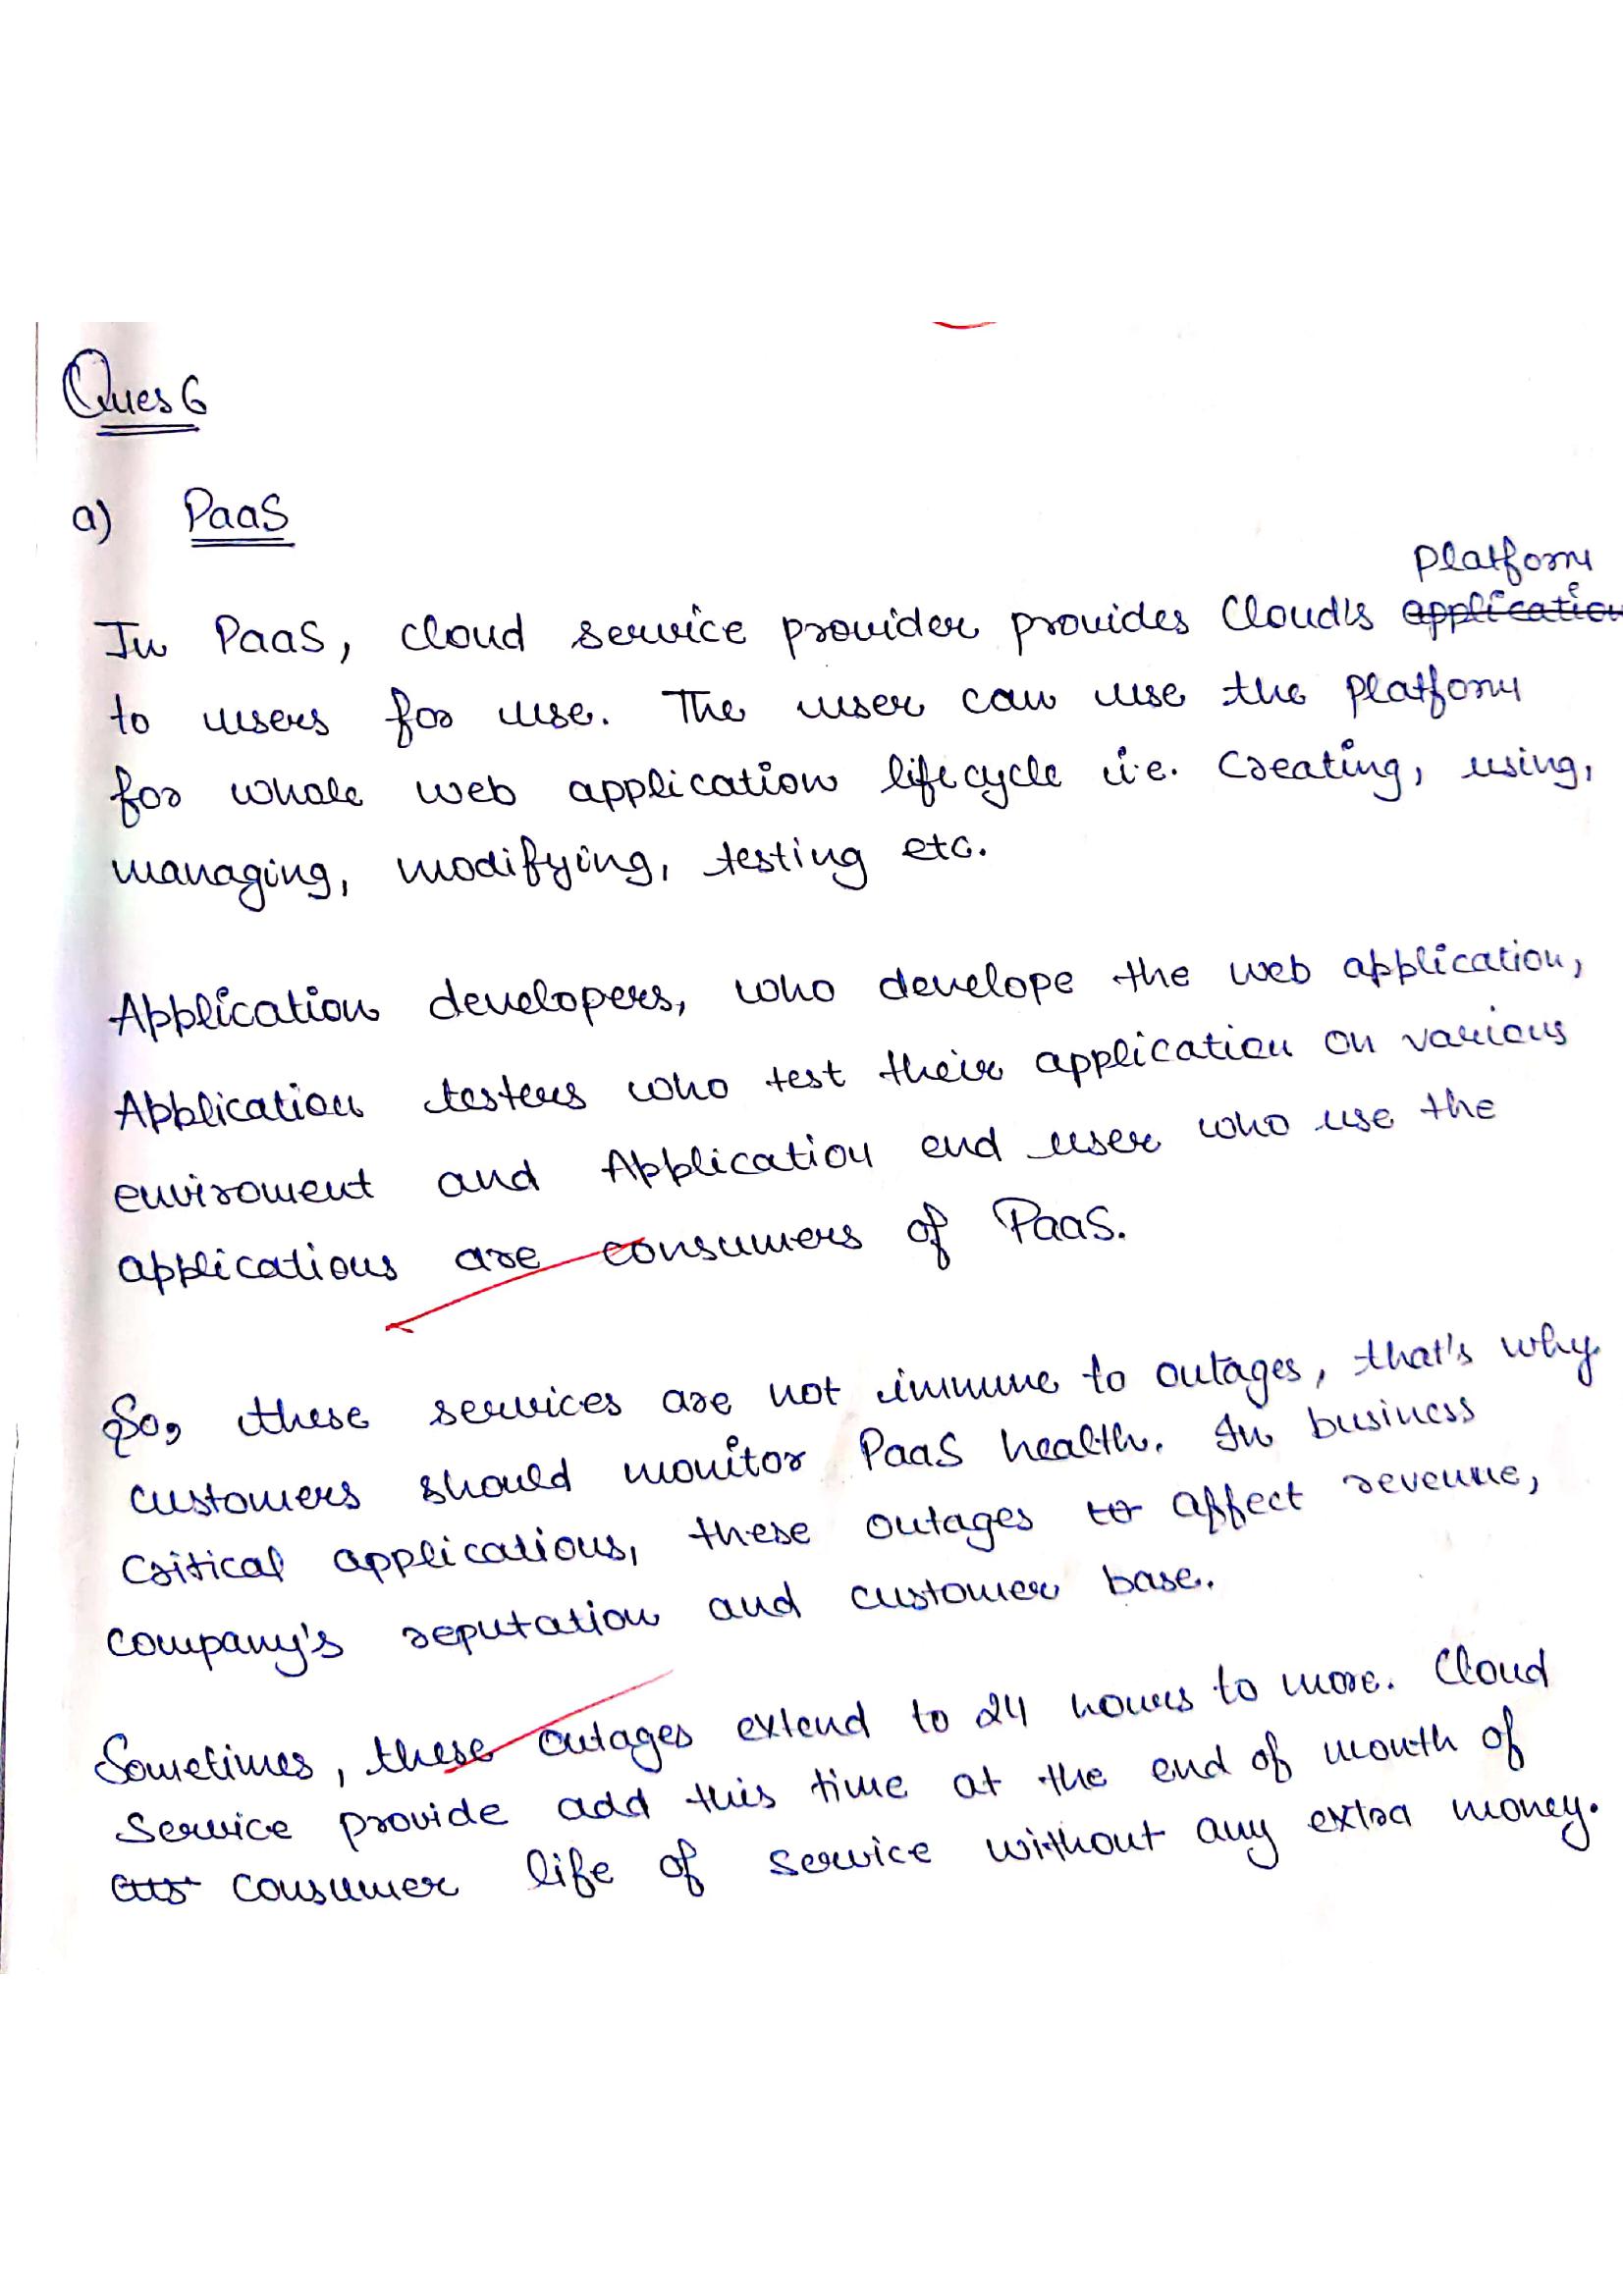 Ques 6
a) PaaS
platform
In PaaS, cloud service provider provides Cloud's application
to users for use. The user can use the platform
for whole web application lifecycle i.e. creating, using,
managing, modifying, testing etc.
Application developers, who develope the web application,
Application testers who test their application on various
enviroment and Application end user who use the
applications are consumers of PaaS.
So, these services are not immune to outages, that's why
customers should monitor PaaS health. In business
critical applications, these outages to affect revenue,
company's reputation and customer base.
Sometimes, these outages extend to 24 hours to more. Cloud
Service provide add this time at the end of month of
consumer life of service without any extra money.